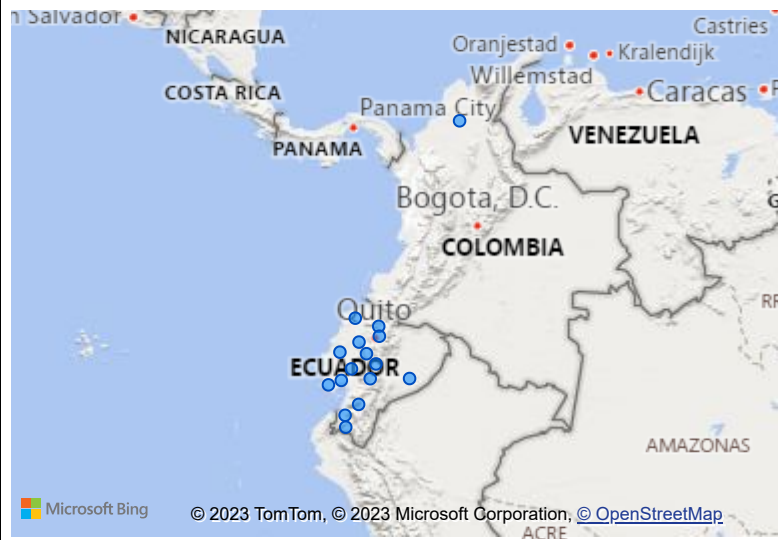 Salvador
Castries
NICARAGUA
Oranjestad
Kralendijk
Willemstad
COSTA RICA
Caracas
Panama City
VENEZUELA
PANAMA
Bogota, D.C.
COLOMBIA
Quito
ECUADOR
AMAZONAS
Microsoft Bing
© 2023 TomTom, © 2023 Microsoft Corporation, © OpenStreetMap
ACRE